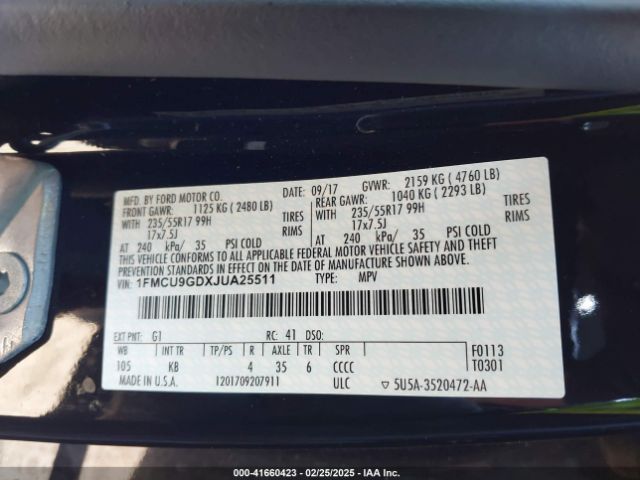 MFD. BY FORD MOTOR CO. DATE: 09/17 GVWR: 2159 KG ( 4760 LB)
FRONT GAWR: 1125 KG ( 2480 LB) REAR GAWR: 1040 KG ( 2293 LB)
WITH 235/55R17 99H TIRES WITH 235/55R17 99H TIRES
17x7.5J RIMS 17x7.5J RIMS
AT 240 kPa/ 35 PSI COLD AT 240 kPa/ 35 PSI COLD
THIS VEHICLE CONFORMS TO ALL APPLICABLE FEDERAL MOTOR VEHICLE SAFETY AND THEFT
PREVENTION STANDARDS IN EFFECT ON THE DATE OF MANUFACTURE SHOWN ABOVE.
VIN: 1FMCU9GDXJUA25511 TYPE: MPV
EXT PNT: G1 RC: 41 DSO: F0113
WB INT TR TP/PS R AXLE TR SPR T0301
105 KB 4 35 6 CCCC
MADE IN U.S.A. 1201709207911 ULC ▽ 5U5A-3520472-AA
000-41660423 - 02/25/2025 - IAA Inc.